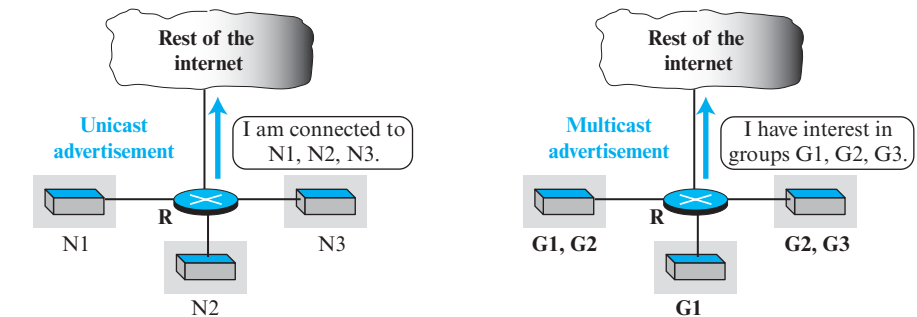 Rest of the
internet
Unicast
advertisement
I am connected to
N1, N2, N3.
R
N1
N3
N2
Rest of the
internet
Multicast
advertisement
I have interest in
groups G1, G2, G3.
R
G1, G2
G2, G3
G1